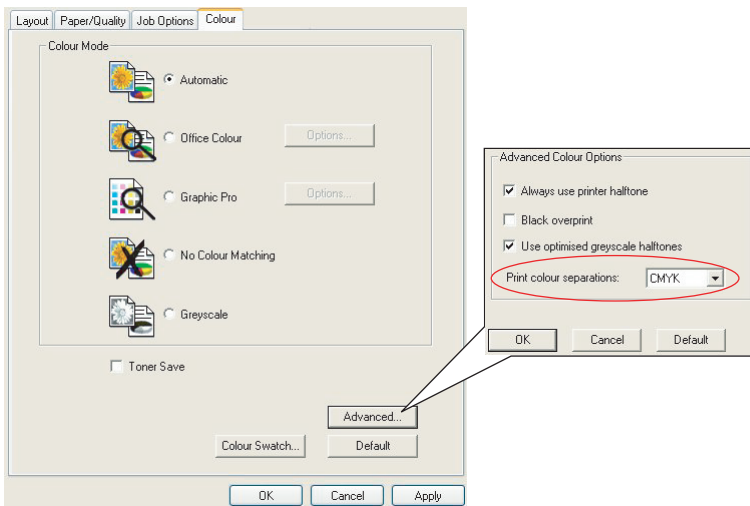 Layout Paper/Quality Job Options Colour
Colour Mode
Automatic
Office Colour Options...
Graphic Pro Options...
No Colour Matching
Greyscale
Toner Save
Advanced...
Colour Swatch... Default
OK Cancel Apply
Advanced Colour Options
Always use printer halftone
Black overprint
Use optimised greyscale halftones
Print colour separations: CMYK
OK Cancel Default